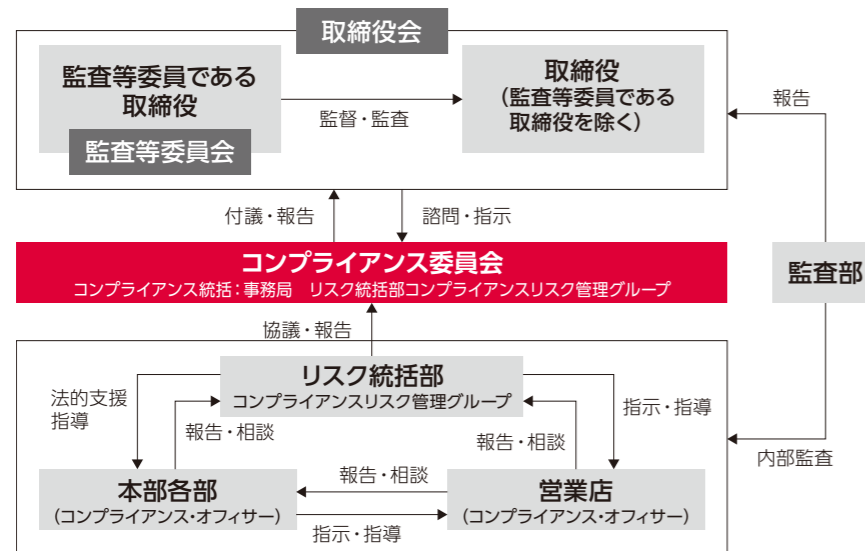 取締役会
監査等委員である
取締役
監査等委員会
監督・監査
取締役
(監査等委員である
取締役を除く)
報告
付議・報告
諮問・指示
コンプライアンス委員会
コンプライアンス統括：事務局　リスク統括部コンプライアンスリスク管理グループ
監査部
協議・報告
リスク統括部
コンプライアンスリスク管理グループ
法的支援
指導
報告・相談
報告・相談
指示・指導
内部監査
本部各部
(コンプライアンス・オフィサー)
報告・相談
指示・指導
営業店
(コンプライアンス・オフィサー)